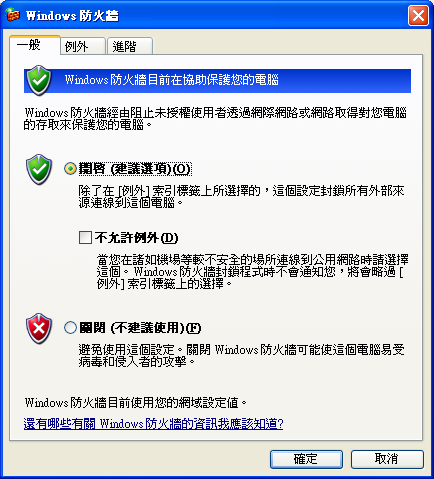 Windows 防火牆
一般
例外
進階
Windows 防火牆目前在協助保護您的電腦
Windows 防火牆經由阻止未授權使用者透過網際網路或網路取得對您電腦
的存取來保護您的電腦。
開啓 (建議選項)(O)
除了在 [例外] 索引標籤上所選擇的，這個設定封鎖所有外部來
源連線到這個電腦。
不允許例外(D)
當您在諸如機場等較不安全的場所連線到公用網路時請選擇
這個。Windows 防火牆封鎖程式時不會通知您，將會略過 [
例外] 索引標籤上的選擇。
關閉 (不建議使用)(F)
避免使用這個設定。關閉 Windows 防火牆可能使這個電腦易受
病毒和侵入者的攻擊。
Windows 防火牆目前使用您的網域設定值。
還有哪些有關 Windows 防火牆的資訊我應該知道?
確定
取消